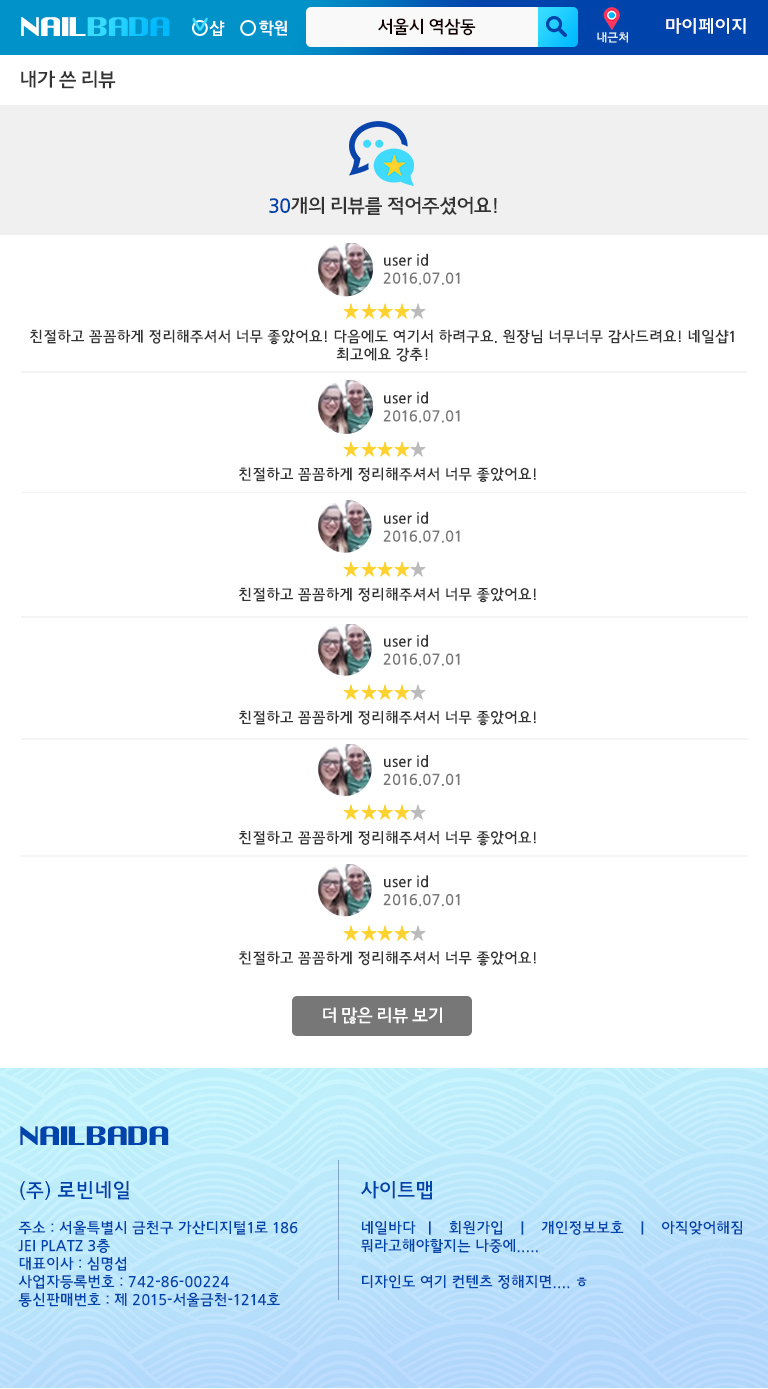 NAILBADA 샵 학원 서울시 역삼동 내근처 마이페이지
내가 쓴 리뷰
30개의 리뷰를 적어주셨어요!
user id
2016.07.01
친절하고 꼼꼼하게 정리해주셔서 너무 좋았어요! 다음에도 여기서 하려구요. 원장님 너무너무 감사드려요! 네일샵1
최고에요 강추!
user id
2016.07.01
친절하고 꼼꼼하게 정리해주셔서 너무 좋았어요!
user id
2016.07.01
친절하고 꼼꼼하게 정리해주셔서 너무 좋았어요!
user id
2016.07.01
친절하고 꼼꼼하게 정리해주셔서 너무 좋았어요!
user id
2016.07.01
친절하고 꼼꼼하게 정리해주셔서 너무 좋았어요!
user id
2016.07.01
친절하고 꼼꼼하게 정리해주셔서 너무 좋았어요!
더 많은 리뷰 보기
NAILBADA
(주) 로빈네일
주소 : 서울특별시 금천구 가산디지털1로 186
JEI PLATZ 3층
대표이사 : 심명섭
사업자등록번호 : 742-86-00224
통신판매번호 : 제 2015-서울금천-1214호
사이트맵
네일바다 | 회원가입 | 개인정보보호 | 아직앚어해짐
뭐라고해야할지는 나중에.....
디자인도 여기 컨텐츠 정해지면.... ㅎ